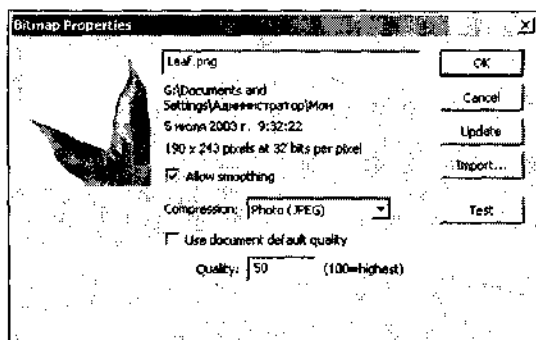 Bitmap Properties
Leaf.png
G:\Documents and
Settings\Администратор\Мои
5 июля 2003 г. 9:32:22
190 x 243 pixels at 32 bits per pixel
Allow smoothing
Compression: Photo (JPEG)
Use document default quality
Quality: 50 (100=highest)
OK
Cancel
Update
Import...
Test